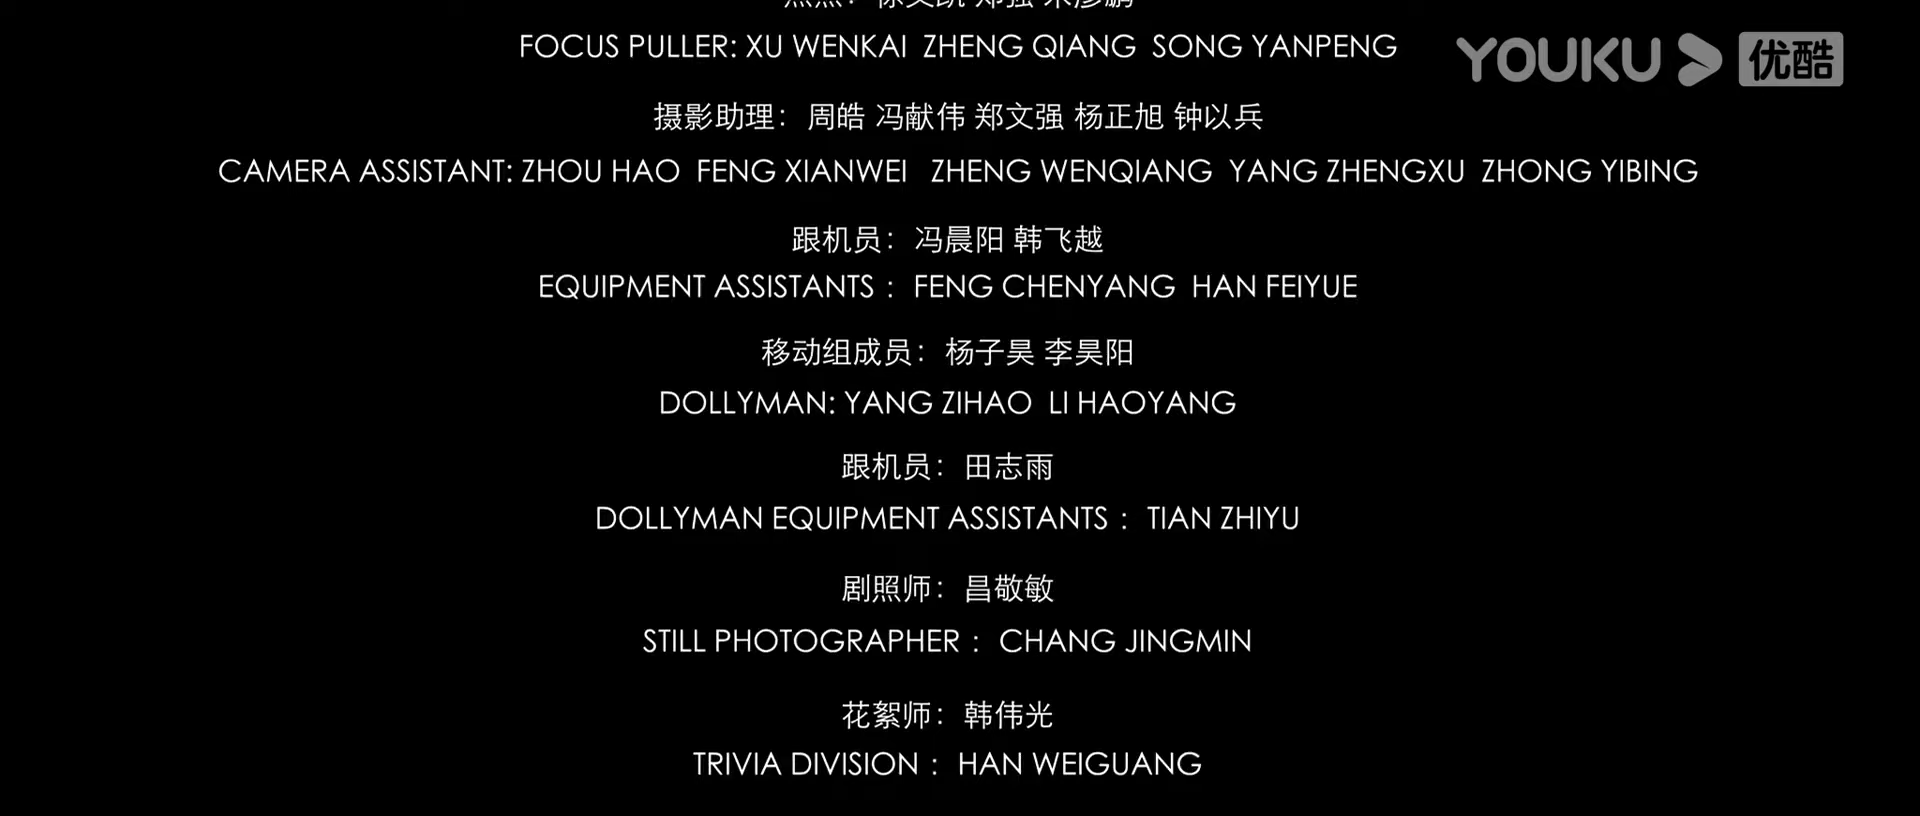 FOCUS PULLER: XU WENKAI ZHENG QIANG SONG YANPENG
YOUKU 优酷
摄影助理：周皓 冯献伟 郑文强 杨正旭 钟以兵
CAMERA ASSISTANT: ZHOU HAO FENG XIANWEI ZHENG WENQIANG YANG ZHENGXU ZHONG YIBING
跟机员：冯晨阳 韩飞越
EQUIPMENT ASSISTANTS : FENG CHENYANG HAN FEIYUE
移动组成员：杨子昊 李昊阳
DOLLYMAN: YANG ZIHAO LI HAOYANG
跟机员：田志雨
DOLLYMAN EQUIPMENT ASSISTANTS : TIAN ZHIYU
剧照师：昌敬敏
STILL PHOTOGRAPHER : CHANG JINGMIN
花絮师：韩伟光
TRIVIA DIVISION : HAN WEIGUANG